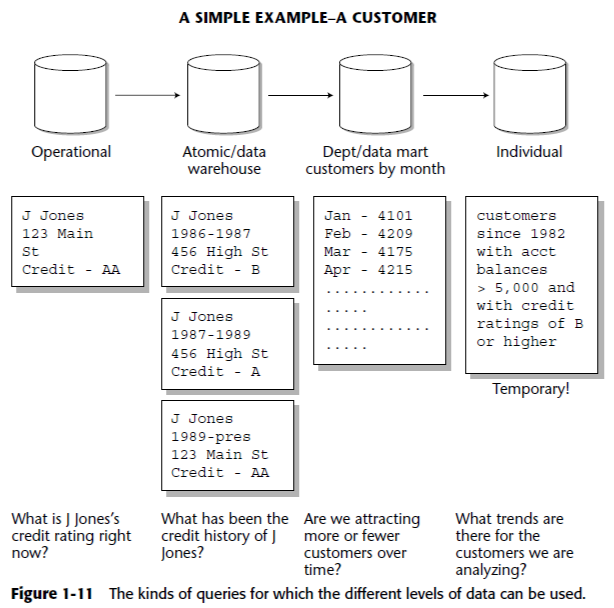 A SIMPLE EXAMPLE–A CUSTOMER
Operational
Atomic/data
warehouse
Dept/data mart
customers by month
Individual
J Jones
123 Main
St
Credit - AA
J Jones
1986-1987
456 High St
Credit - B
J Jones
1987-1989
456 High St
Credit - A
J Jones
1989-pres
123 Main St
Credit - AA
Jan - 4101
Feb - 4209
Mar - 4175
Apr - 4215
............
.....
............
.....
customers
since 1982
with acct
balances
> 5,000 and
with credit
ratings of B
or higher
Temporary!
What is J Jones's
credit rating right
now?
What has been the
credit history of J
Jones?
Are we attracting
more or fewer
customers over
time?
What trends are
there for the
customers we are
analyzing?
Figure 1-11 The kinds of queries for which the different levels of data can be used.